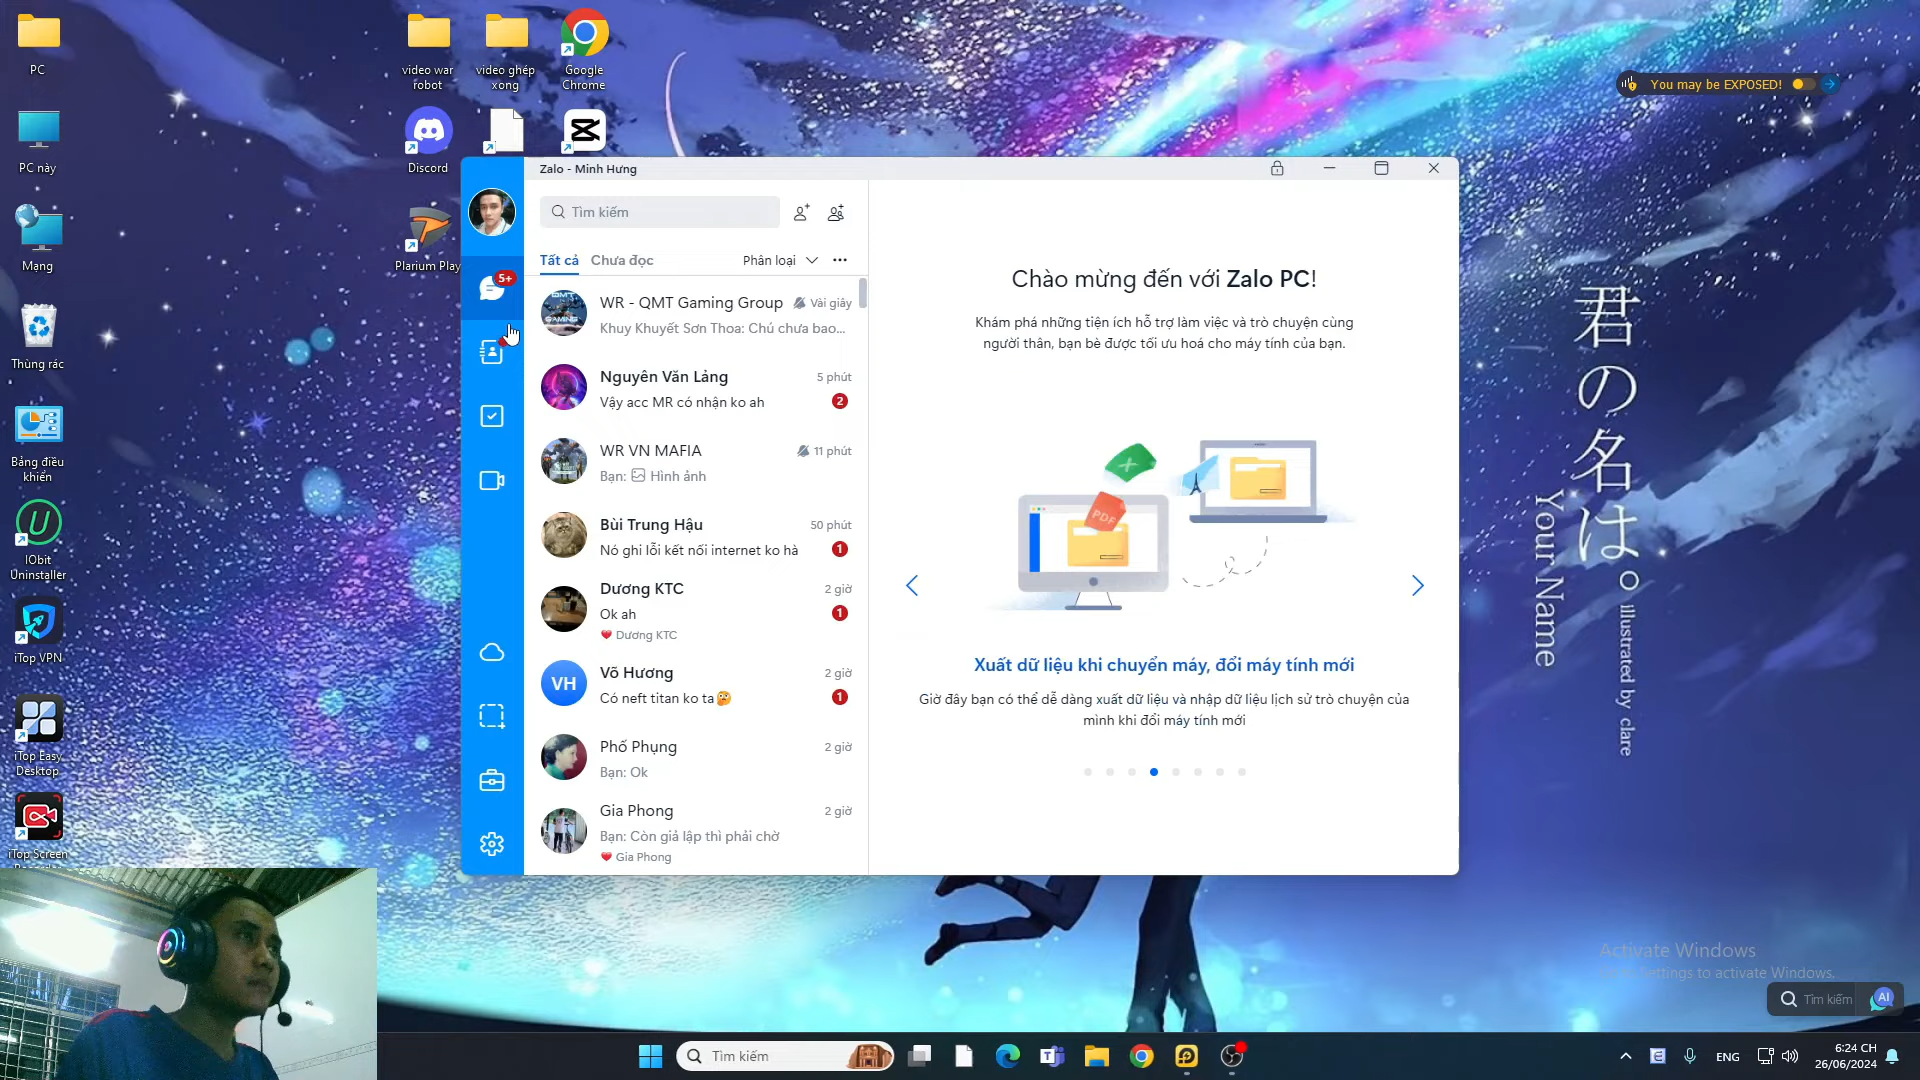 PC
PC này
Mạng
Thùng rác
Bảng điều
khiển
IObit
Uninstaller
iTop VPN
iTop Easy
Desktop
iTop Screen
video war
robot
video ghép
xong
Google
Chrome
Discord
Plarium Play
You may be EXPOSED!
Zalo - Minh Hưng
Tìm kiếm
Tất cả
Chưa đọc
Phân loại
5+
WR - QMT Gaming Group
Vài giây
Khuy Khuyết Sơn Thoa: Chú chưa bao...
Nguyên Văn Lảng
5 phút
Vậy acc MR có nhận ko ah
2
WR VN MAFIA
11 phút
Bạn: Hình ảnh
Bùi Trung Hậu
50 phút
Nó ghi lỗi kết nối internet ko hà
1
Dương KTC
2 giờ
Ok ah
1
Dương KTC
VH
Võ Hương
2 giờ
Có neft titan ko ta🤔
1
Phố Phụng
2 giờ
Bạn: Ok
Gia Phong
2 giờ
Bạn: Còn giả lập thì phải chờ
Gia Phong
Chào mừng đến với Zalo PC!
Khám phá những tiện ích hỗ trợ làm việc và trò chuyện cùng
người thân, bạn bè được tối ưu hoá cho máy tính của bạn.
PDF
Xuất dữ liệu khi chuyển máy, đổi máy tính mới
Giờ đây bạn có thể dễ dàng xuất dữ liệu và nhập dữ liệu lịch sử trò chuyện của
mình khi đổi máy tính mới
君の名は。
Your Name
illustrated by clare
Activate Windows
Settings to activate Windows.
Tìm kiếm
AI
Tìm kiếm
ENG
6:24 CH
26/06/2024